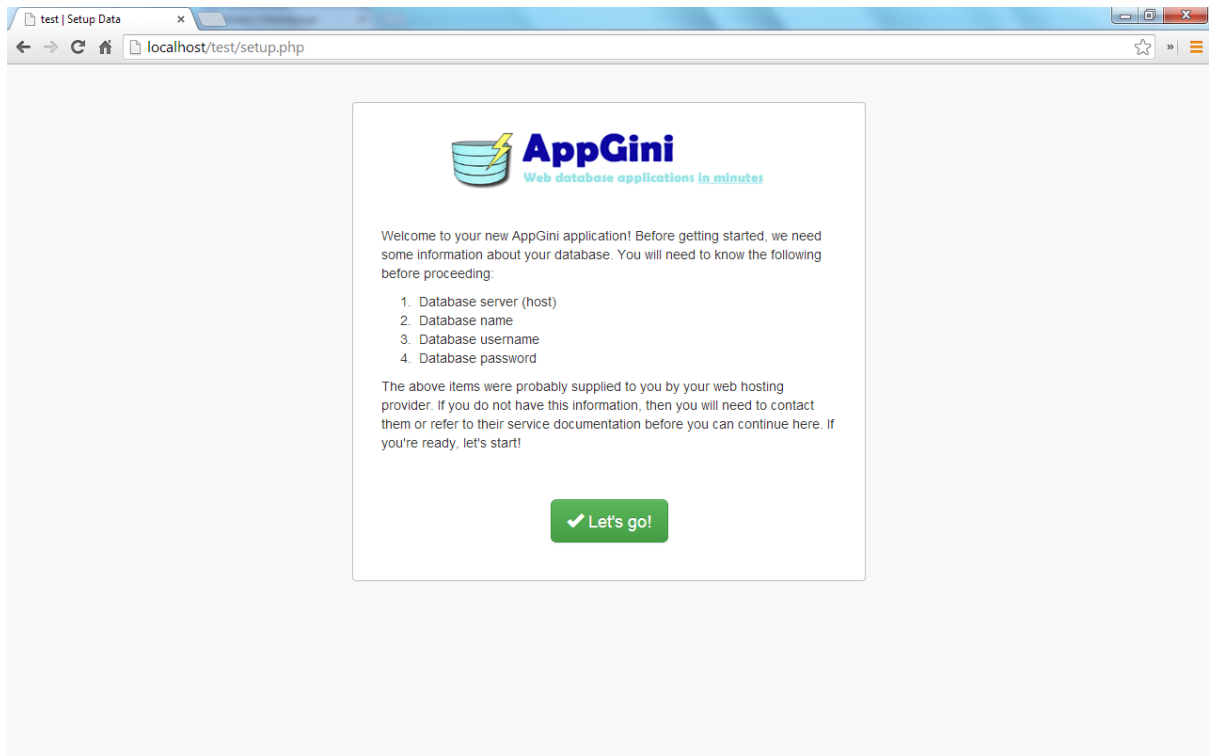 test | Setup Data
localhost/test/setup.php
AppGini
Web database applications in minutes
Welcome to your new AppGini application! Before getting started, we need
some information about your database. You will need to know the following
before proceeding:
1. Database server (host)
2. Database name
3. Database username
4. Database password
The above items were probably supplied to you by your web hosting
provider. If you do not have this information, then you will need to contact
them or refer to their service documentation before you can continue here. If
you're ready, let's start!
Let's go!